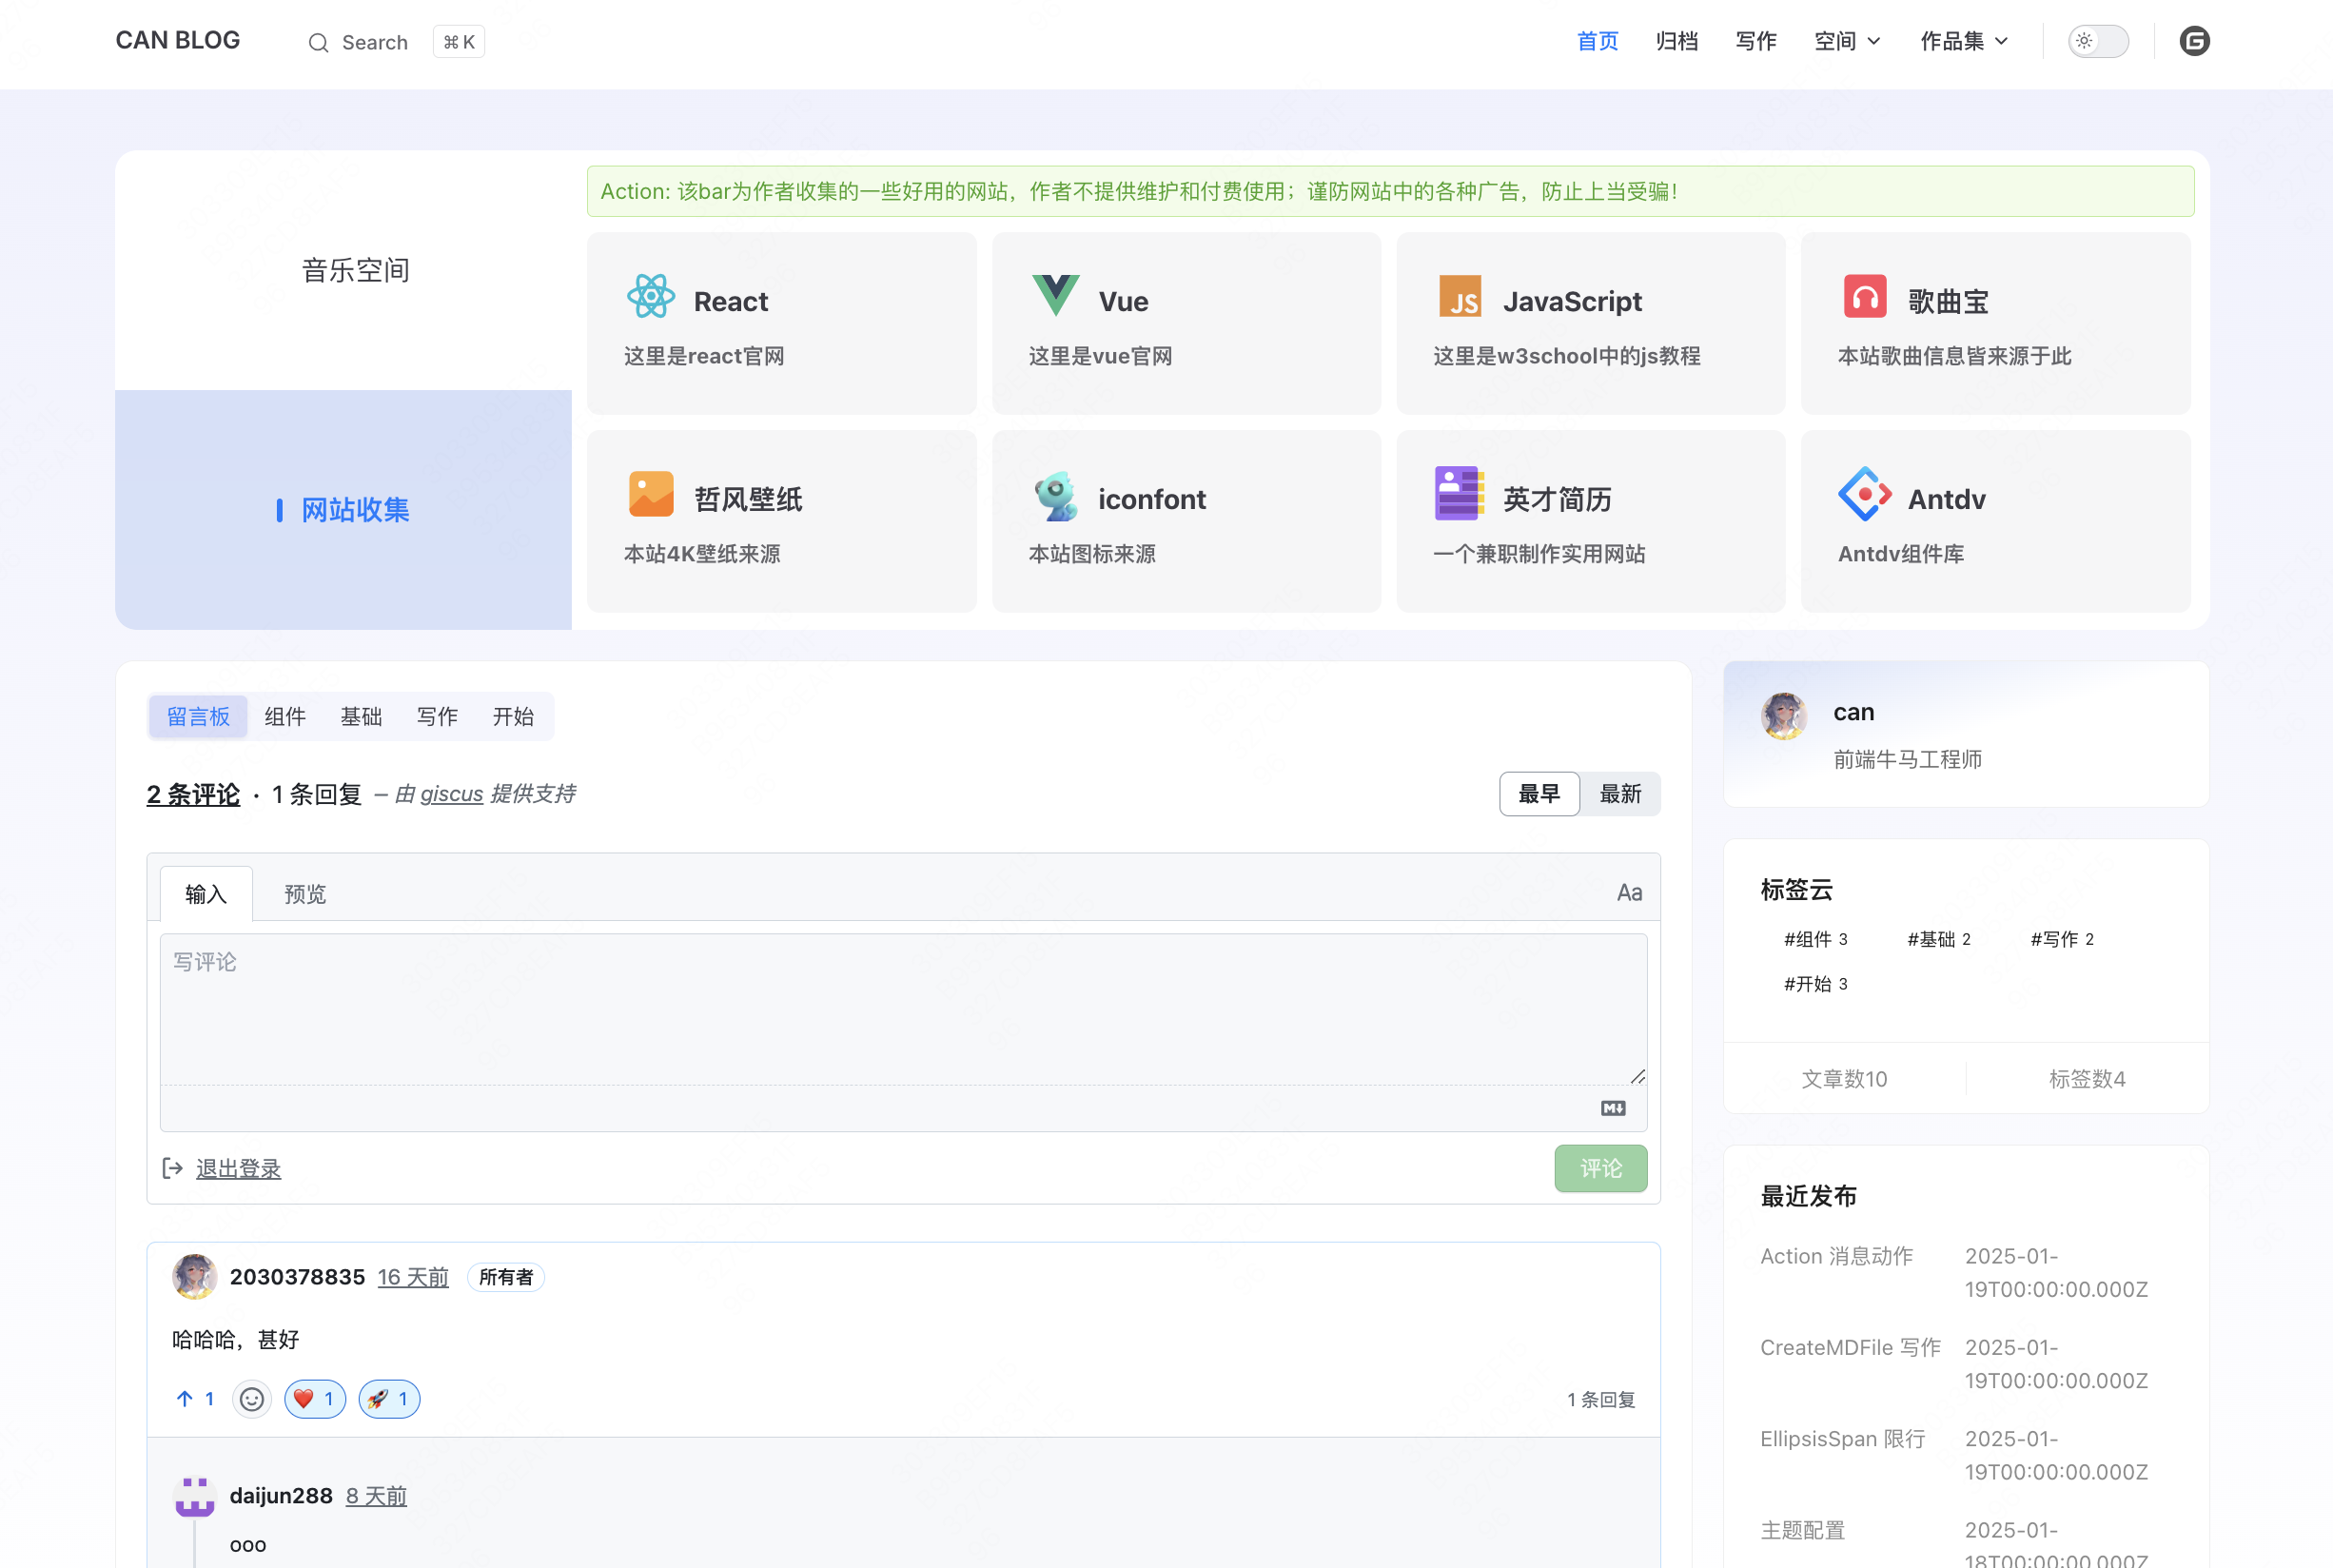 CAN BLOG
Search
⌘ K
首页
归档
写作
空间
作品集
音乐空间
网站收集
Action: 该bar为作者收集的一些好用的网站，作者不提供维护和付费使用；谨防网站中的各种广告，防止上当受骗！
React
这里是react官网
Vue
这里是vue官网
JS
JavaScript
这里是w3school中的js教程
歌曲宝
本站歌曲信息皆来源于此
哲风壁纸
本站4K壁纸来源
iconfont
本站图标来源
英才简历
一个兼职制作实用网站
Antdv
Antdv组件库
留言板
组件
基础
写作
开始
2 条评论 · 1 条回复 – 由 giscus 提供支持
最早
最新
输入
预览
Aa
写评论
M↓
退出登录
评论
2030378835 16 天前 所有者
哈哈哈，甚好
↑ 1
❤️ 1
🚀 1
1 条回复
daijun288 8 天前
ooo
can
前端牛马工程师
标签云
#组件 3
#基础 2
#写作 2
#开始 3
文章数10
标签数4
最近发布
Action 消息动作
2025-01-
19T00:00:00.000Z
CreateMDFile 写作
2025-01-
19T00:00:00.000Z
EllipsisSpan 限行
2025-01-
19T00:00:00.000Z
主题配置
2025-01-
18T00:00:00.000Z